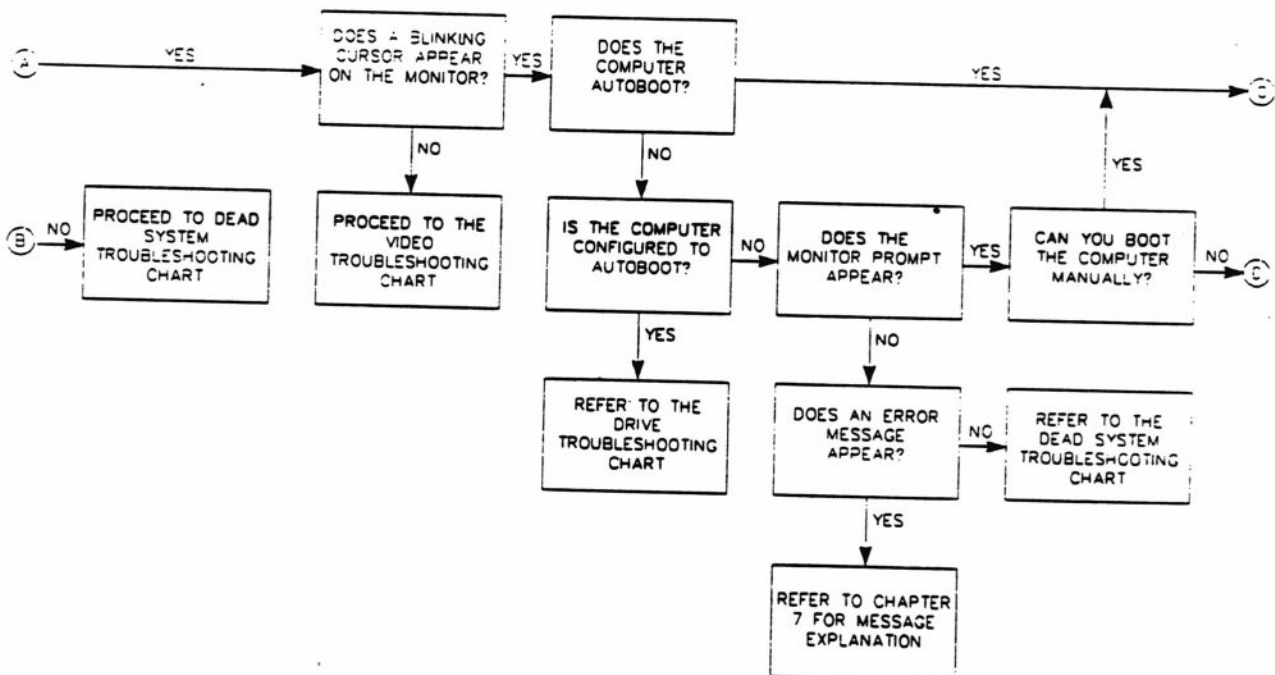 DOES A BLINKING
CURSOR APPEAR
ON THE MONITOR?
DOES THE
COMPUTER
AUTOBOOT?
A
YES
YES
YES
NO
NO
YES
B
NO
PROCEED TO DEAD
SYSTEM
TROUBLESHOOTING
CHART
PROCEED TO THE
VIDEO
TROUBLESHOOTING
CHART
IS THE COMPUTER
CONFIGURED TO
AUTOBOOT?
NO
DOES THE
MONITOR PROMPT
APPEAR?
YES
CAN YOU BOOT
THE COMPUTER
MANUALLY?
NO
YES
NO
REFER TO THE
DRIVE
TROUBLESHOOTING
CHART
DOES AN ERROR
MESSAGE
APPEAR?
NO
REFER TO THE
DEAD SYSTEM
TROUBLESHOOTING
CHART
YES
REFER TO CHAPTER
7 FOR MESSAGE
EXPLANATION